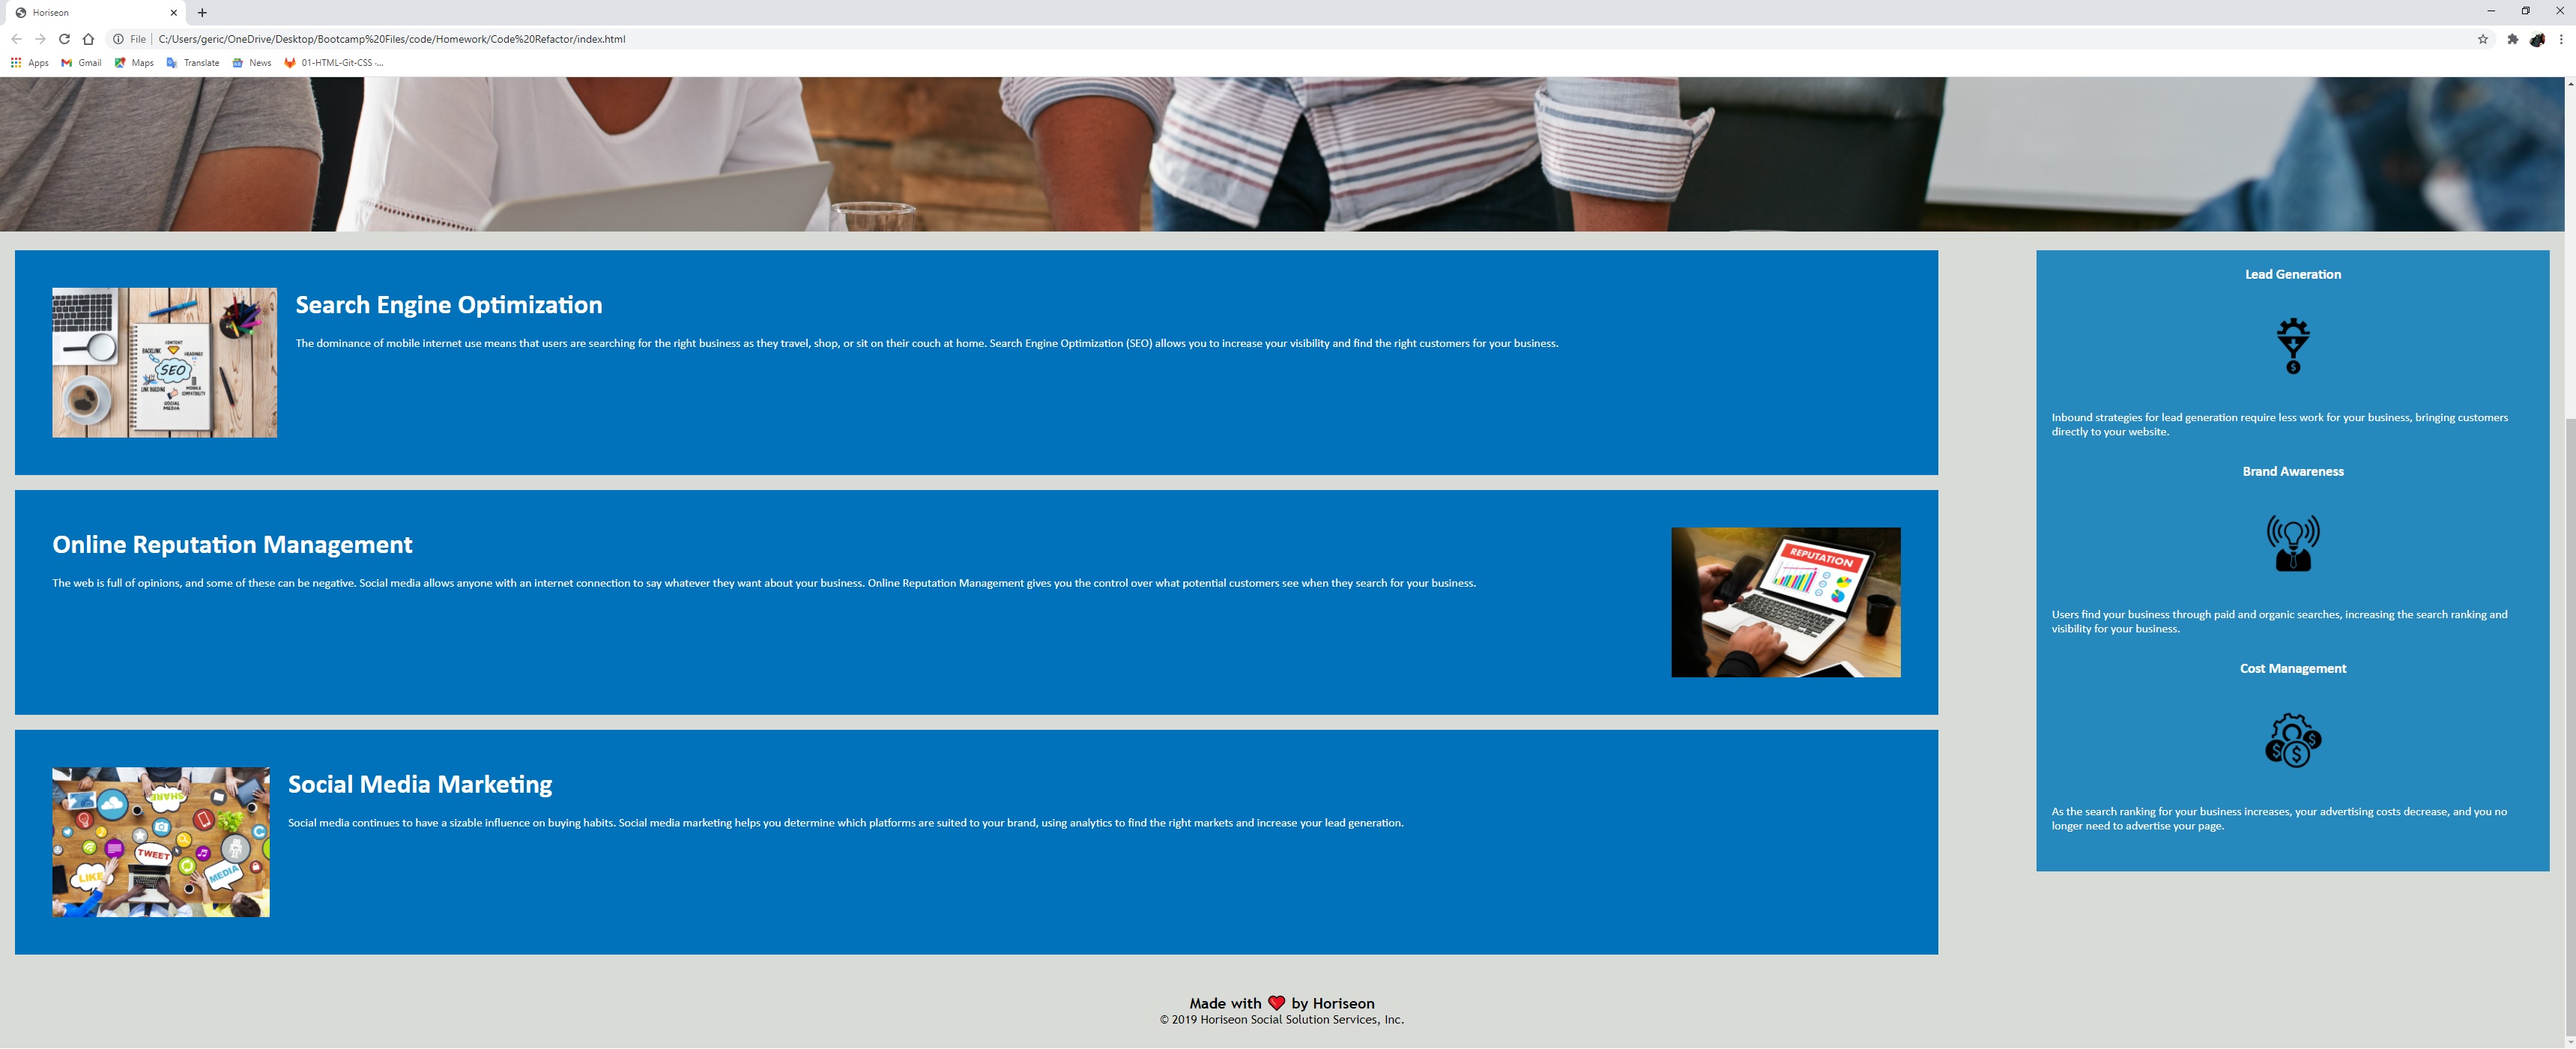 Horiseon
File
C:/Users/geric/OneDrive/Desktop/Bootcamp%20Files/code/Homework/Code%20Refactor/index.html
Apps Gmail Maps Translate News 01-HTML-Git-CSS -...
Search Engine Optimization
The dominance of mobile internet use means that users are searching for the right business as they travel, shop, or sit on their couch at home. Search Engine Optimization (SEO) allows you to increase your visibility and find the right customers for your business.
CONTENT
BACKLINK
HEADINGS
SEO
LINK BUILDING
MOBILE
COMPATIBILITY
SOCIAL
MEDIA
Online Reputation Management
The web is full of opinions, and some of these can be negative. Social media allows anyone with an internet connection to say whatever they want about your business. Online Reputation Management gives you the control over what potential customers see when they search for your business.
REPUTATION
Social Media Marketing
Social media continues to have a sizable influence on buying habits. Social media marketing helps you determine which platforms are suited to your brand, using analytics to find the right markets and increase your lead generation.
SHARE
TWEET
LIKE
MEDIA
Lead Generation
$
Inbound strategies for lead generation require less work for your business, bringing customers
directly to your website.
Brand Awareness
Users find your business through paid and organic searches, increasing the search ranking and
visibility for your business.
Cost Management
$ $ $
As the search ranking for your business increases, your advertising costs decrease, and you no
longer need to advertise your page.
Made with ❤️ by Horiseon
© 2019 Horiseon Social Solution Services, Inc.